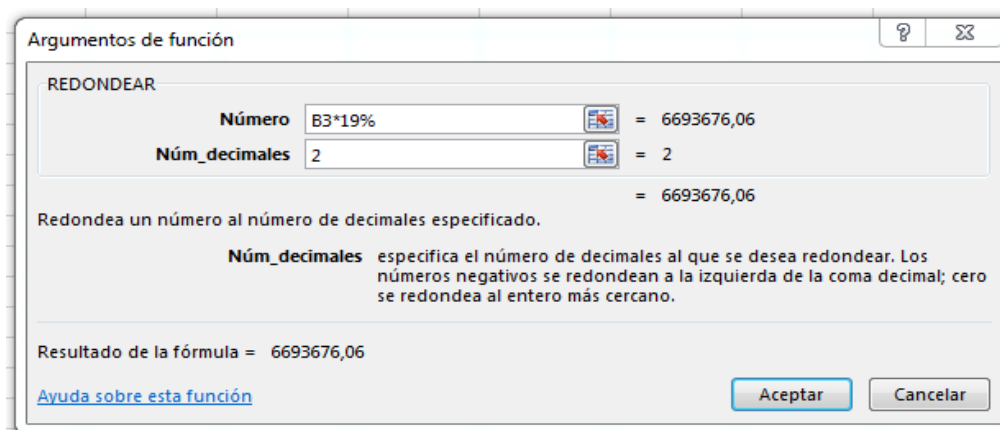 Argumentos de función
?
REDONDEAR
Número B3*19% = 6693676,06
Núm_decimales 2 = 2
= 6693676,06
Redondea un número al número de decimales especificado.
Núm_decimales especifica el número de decimales al que se desea redondear. Los
números negativos se redondean a la izquierda de la coma decimal; cero
se redondea al entero más cercano.
Resultado de la fórmula = 6693676,06
Ayuda sobre esta función
Aceptar Cancelar